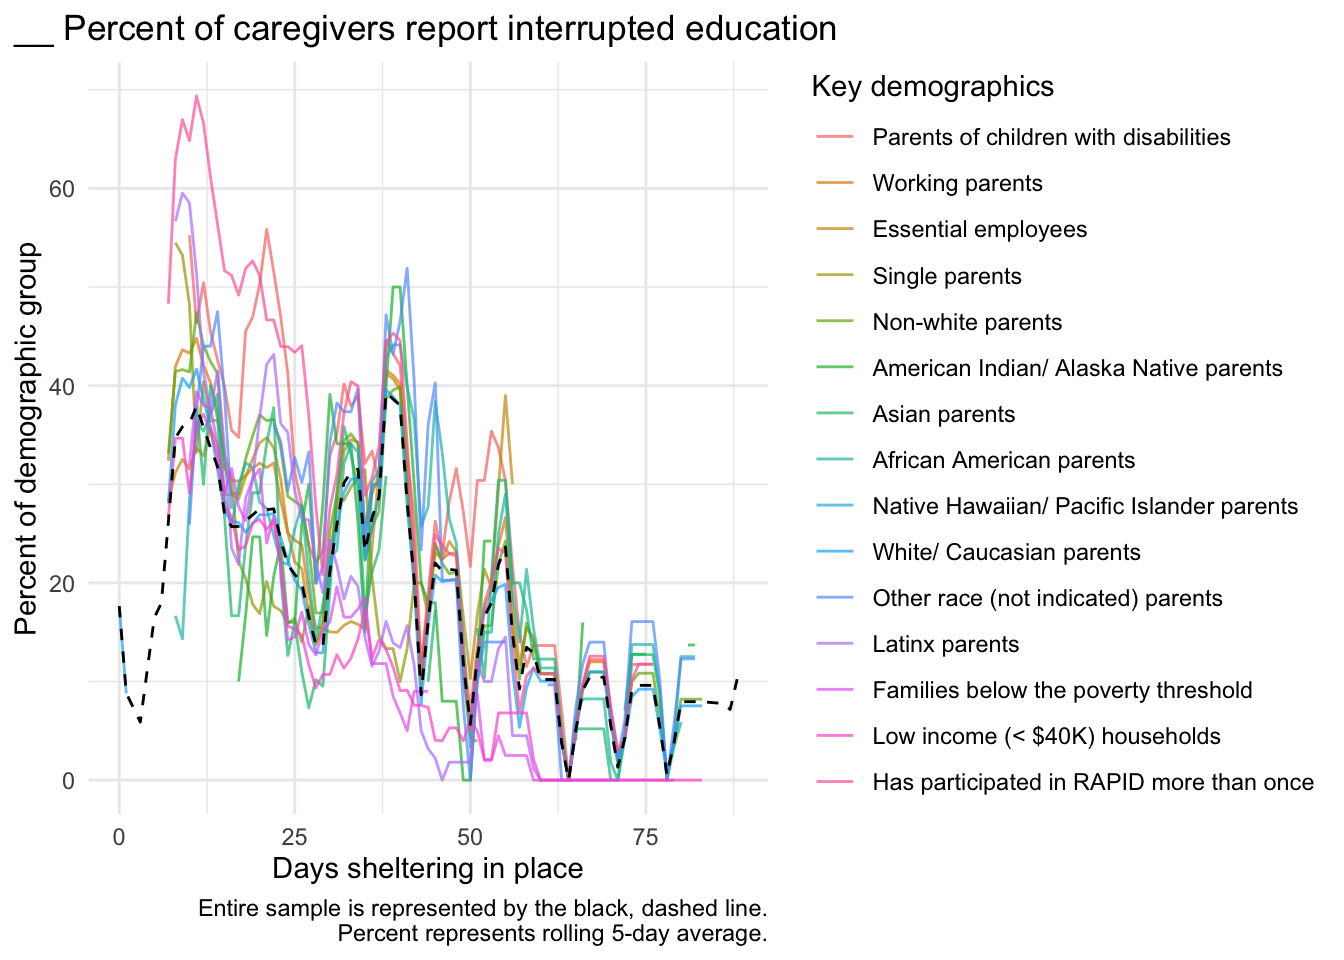 __ Percent of caregivers report interrupted education
Percent of demographic group
60
40
20
0
0 25 50 75
Days sheltering in place
Key demographics
Parents of children with disabilities
Working parents
Essential employees
Single parents
Non-white parents
American Indian/ Alaska Native parents
Asian parents
African American parents
Native Hawaiian/ Pacific Islander parents
White/ Caucasian parents
Other race (not indicated) parents
Latinx parents
Families below the poverty threshold
Low income (< $40K) households
Has participated in RAPID more than once
Entire sample is represented by the black, dashed line.
Percent represents rolling 5-day average.